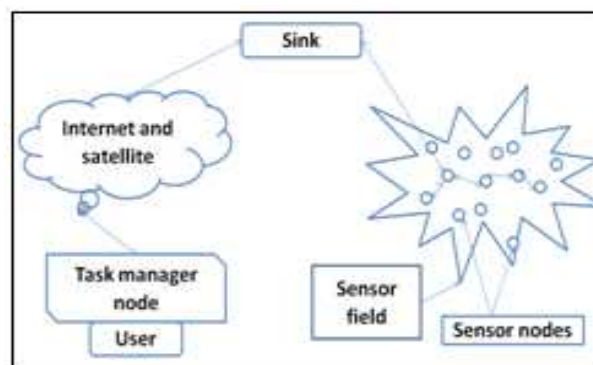 Sink
Internet and
satellite
Task manager
node
User
Sensor
field
Sensor nodes